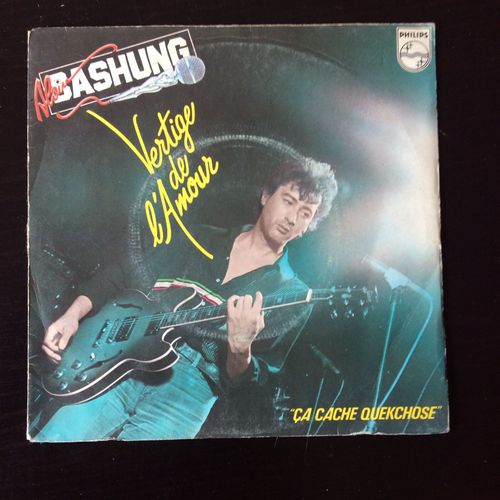 Alain
BASHUNG
PHILIPS
Vertige
de
l'Amour
"ÇA CACHE QUEKCHOSE"